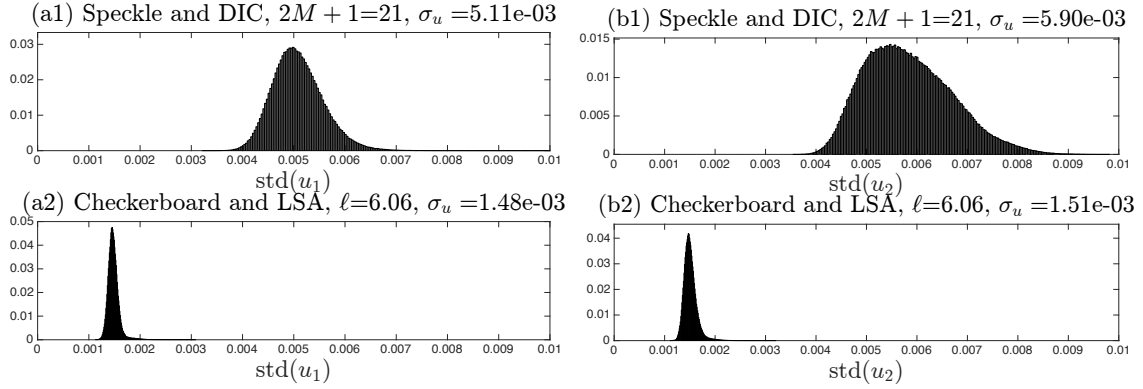 (a1) Speckle and DIC, 2M + 1=21, σu =5.11e-03
0.03
0.02
0.01
0
0 0.001 0.002 0.003 0.004 0.005 0.006 0.007 0.008 0.009 0.01
std(u1)
(b1) Speckle and DIC, 2M + 1=21, σu =5.90e-03
0.015
0.01
0.005
0
0 0.001 0.002 0.003 0.004 0.005 0.006 0.007 0.008 0.009 0.01
std(u2)
(a2) Checkerboard and LSA, ℓ=6.06, σu =1.48e-03
0.05
0.04
0.03
0.02
0.01
0
0 0.001 0.002 0.003 0.004 0.005 0.006 0.007 0.008 0.009 0.01
std(u1)
(b2) Checkerboard and LSA, ℓ=6.06, σu =1.51e-03
0.04
0.03
0.02
0.01
0
0 0.001 0.002 0.003 0.004 0.005 0.006 0.007 0.008 0.009 0.01
std(u2)